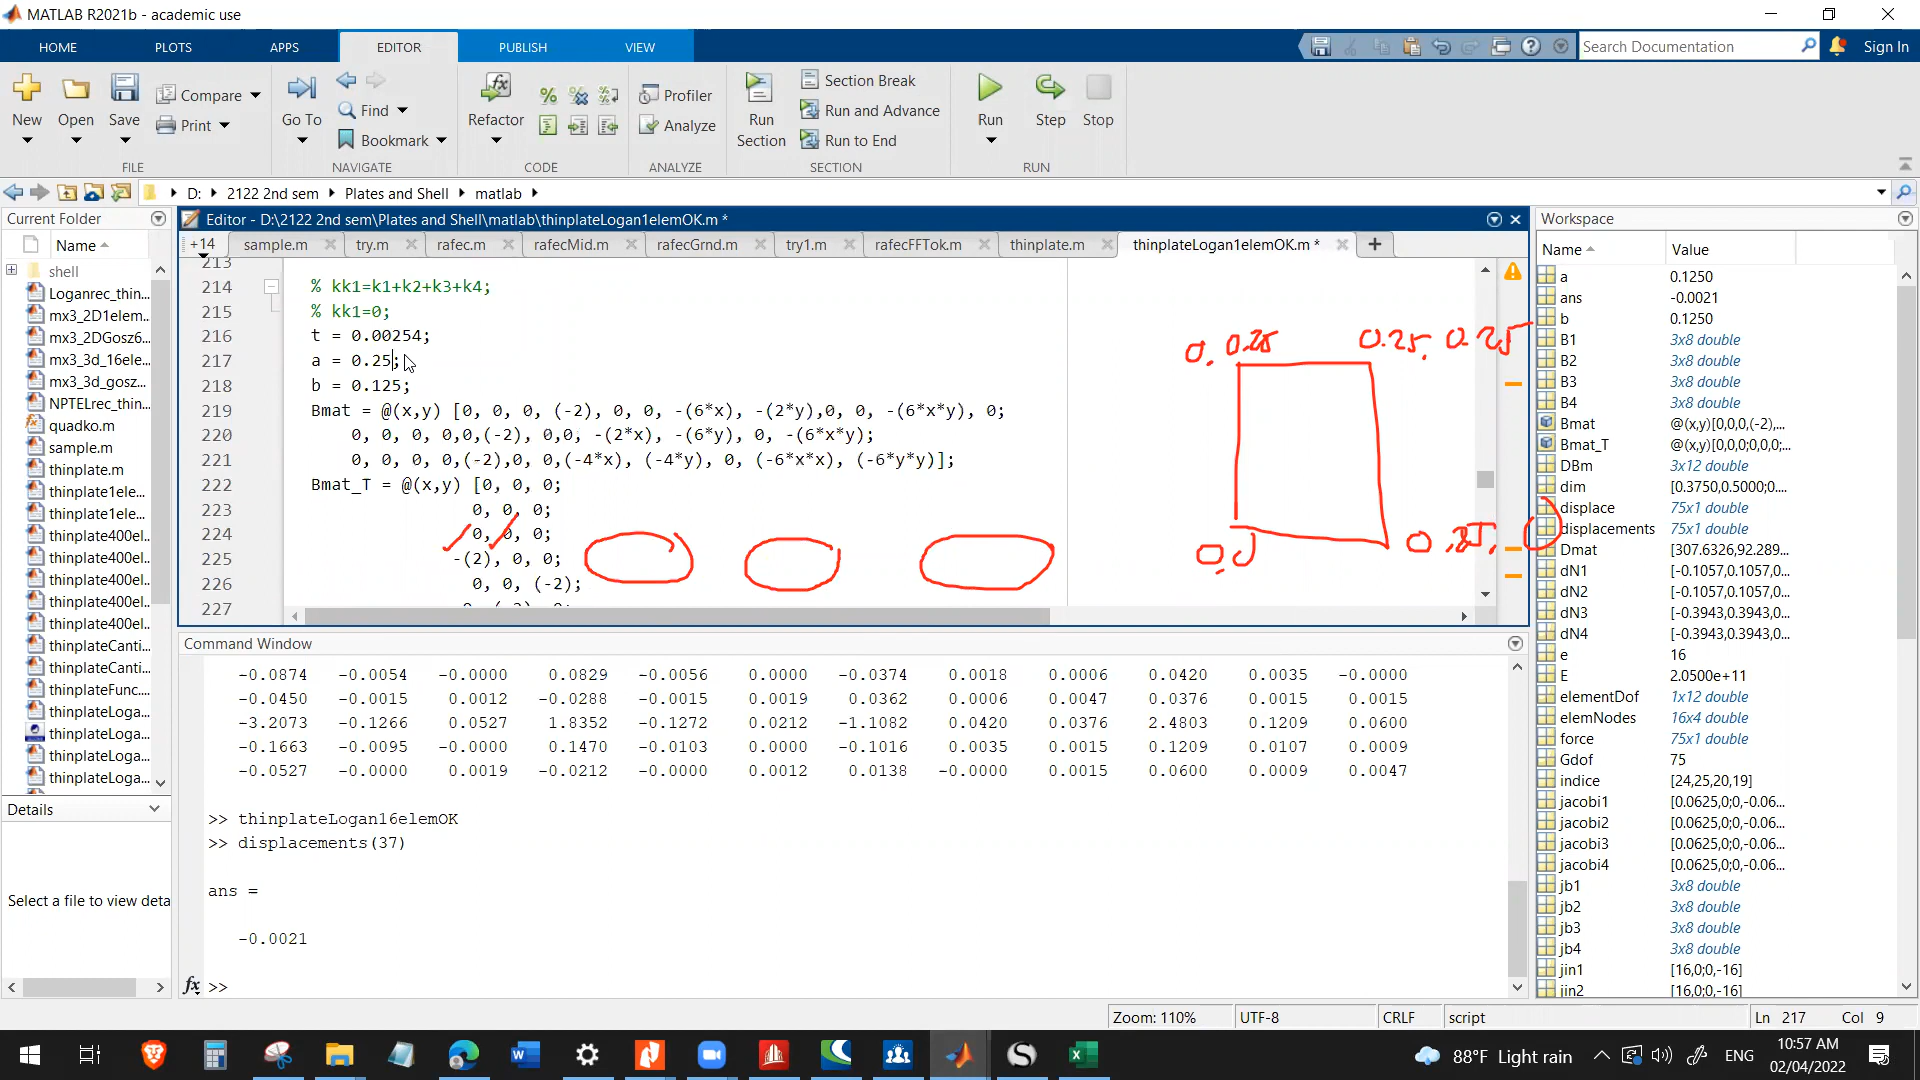 MATLAB R2021b - academic use
HOME PLOTS APPS EDITOR PUBLISH VIEW
Search Documentation Sign In
New Open Save Compare Print Go To Find Bookmark Refactor Profiler Analyze Run Section Section Break Run and Advance Run to End Run Step Stop
FILE NAVIGATE CODE ANALYZE SECTION RUN
D: 2122 2nd sem Plates and Shell matlab
Current Folder
Name
shell
Loganrec_thin...
mx3_2D1elem...
mx3_2DGosz...
mx3_3d_16ele...
mx3_3d_gosz...
NPTELrec_thin...
quadko.m
sample.m
thinplate.m
thinplate1ele...
thinplate1ele...
thinplate400el...
thinplate400el...
thinplate400el...
thinplate400el...
thinplate400el...
thinplateCanti...
thinplateCanti...
thinplateFunc...
thinplateLoga...
thinplateLoga...
thinplateLoga...
thinplateLoga...
Details
Select a file to view deta
Editor - D:\2122 2nd sem\Plates and Shell\matlab\thinplateLogan1elemOK.m *
+14 sample.m try.m rafec.m rafecMid.m rafecGrnd.m try1.m rafecFFTok.m thinplate.m thinplateLogan1elemOK.m *
213
214 % kk1=k1+k2+k3+k4;
215 % kk1=0;
216 t = 0.00254;
217 a = 0.25;
218 b = 0.125;
219 Bmat = @(x,y) [0, 0, 0, (-2), 0, 0, -(6*x), -(2*y),0, 0, -(6*x*y), 0;
220 0, 0, 0, 0,0,(-2), 0,0, -(2*x), -(6*y), 0, -(6*x*y);
221 0, 0, 0, 0,(-2),0, 0,(-4*x), (-4*y), 0, (-6*x*x), (-6*y*y)];
222 Bmat_T = @(x,y) [0, 0, 0;
223 0, 0, 0;
224 0, 0, 0;
225 -(2), 0, 0;
226 0, 0, (-2);
227
0, 0.25 0.25, 0.25
0,0 0.25,
Command Window
-0.0874 -0.0054 -0.0000 0.0829 -0.0056 0.0000 -0.0374 0.0018 0.0006 0.0420 0.0035 -0.0000
-0.0450 -0.0015 0.0012 -0.0288 -0.0015 0.0019 0.0362 0.0006 0.0047 0.0376 0.0015 0.0015
-3.2073 -0.1266 0.0527 1.8352 -0.1272 0.0212 -1.1082 0.0420 0.0376 2.4803 0.1209 0.0600
-0.1663 -0.0095 -0.0000 0.1470 -0.0103 0.0000 -0.1016 0.0035 0.0015 0.1209 0.0107 0.0009
-0.0527 -0.0000 0.0019 -0.0212 -0.0000 0.0012 0.0138 -0.0000 0.0015 0.0600 0.0009 0.0047
>> thinplateLogan16elemOK
>> displacements(37)
ans =
-0.0021
fx >>
Workspace
Name Value
a 0.1250
ans -0.0021
b 0.1250
B1 3x8 double
B2 3x8 double
B3 3x8 double
B4 3x8 double
Bmat @(x,y)[0,0,0,(-2),...
Bmat_T @(x,y)[0,0,0;0,0,0;...
DBm 3x12 double
dim [0.3750,0.5000;0....
displace 75x1 double
displacements 75x1 double
Dmat [307.6326,92.289...
dN1 [-0.1057,0.1057,0...
dN2 [-0.1057,0.1057,0...
dN3 [-0.3943,0.3943,0...
dN4 [-0.3943,0.3943,0...
e 16
E 2.0500e+11
elementDof 1x12 double
elemNodes 16x4 double
force 75x1 double
Gdof 75
indice [24,25,20,19]
jacobi1 [0.0625,0;0,-0.06...
jacobi2 [0.0625,0;0,-0.06...
jacobi3 [0.0625,0;0,-0.06...
jacobi4 [0.0625,0;0,-0.06...
jb1 3x8 double
jb2 3x8 double
jb3 3x8 double
jb4 3x8 double
jin1 [16,0;0,-16]
jin2 [16,0;0,-16]
Zoom: 110% UTF-8 CRLF script Ln 217 Col 9
88°F Light rain ENG 10:57 AM
02/04/2022